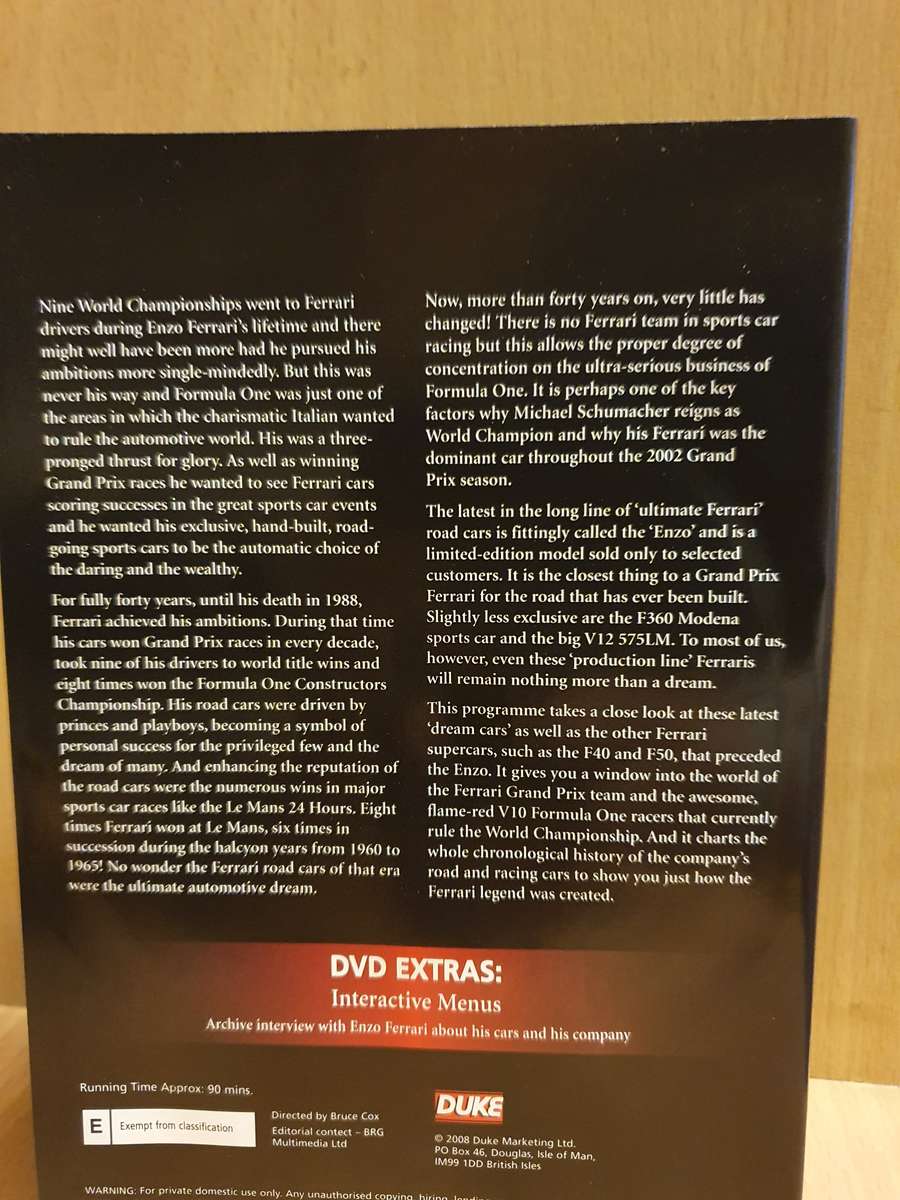 Nine World Championships went to Ferrari
drivers during Enzo Ferrari's lifetime and there
might well have been more had he pursued his
ambitions more single-mindedly. But this was
never his way and Formula One was just one of
the areas in which the charismatic Italian wanted
to rule the automotive world. His was a three-
pronged thrust for glory. As well as winning
Grand Prix races he wanted to see Ferrari cars
scoring successes in the great sports car events
and he wanted his exclusive, hand-built, road-
going sports cars to be the automatic choice of
the daring and the wealthy.
For fully forty years, until his death in 1988,
Ferrari achieved his ambitions. During that time
his cars won Grand Prix races in every decade,
took nine of his drivers to world title wins and
eight times won the Formula One Constructors
Championship. His road cars were driven by
princes and playboys, becoming a symbol of
personal success for the privileged few and the
dream of many. And enhancing the reputation of
the road cars were the numerous wins in major
sports car races like the Le Mans 24 Hours. Eight
times Ferrari won at Le Mans, six times in
succession during the halcyon years from 1960 to
1965! No wonder the Ferrari road cars of that era
were the ultimate automotive dream.
Now, more than forty years on, very little has
changed! There is no Ferrari team in sports car
racing but this allows the proper degree of
concentration on the ultra-serious business of
Formula One. It is perhaps one of the key
factors why Michael Schumacher reigns as
World Champion and why his Ferrari was the
dominant car throughout the 2002 Grand
Prix season.
The latest in the long line of 'ultimate Ferrari'
road cars is fittingly called the 'Enzo' and is a
limited-edition model sold only to selected
customers. It is the closest thing to a Grand Prix
Ferrari for the road that has ever been built.
Slightly less exclusive are the F360 Modena
sports car and the big V12 575LM. To most of us,
however, even these 'production line' Ferraris
will remain nothing more than a dream.
This programme takes a close look at these latest
'dream cars' as well as the other Ferrari
supercars, such as the F40 and F50, that preceded
the Enzo. It gives you a window into the world of
the Ferrari Grand Prix team and the awesome,
flame-red V10 Formula One racers that currently
rule the World Championship. And it charts the
whole chronological history of the company's
road and racing cars to show you just how the
Ferrari legend was created.
DVD EXTRAS:
Interactive Menus
Archive interview with Enzo Ferrari about his cars and his company
Running Time Approx: 90 mins.
E Exempt from classification
Directed by Bruce Cox
Editorial contect – BRG
Multimedia Ltd
DUKE
© 2008 Duke Marketing Ltd.
PO Box 46, Douglas, Isle of Man,
IM99 1DD British Isles
WARNING: For private domestic use only. Any unauthorised copying, hiring, lending